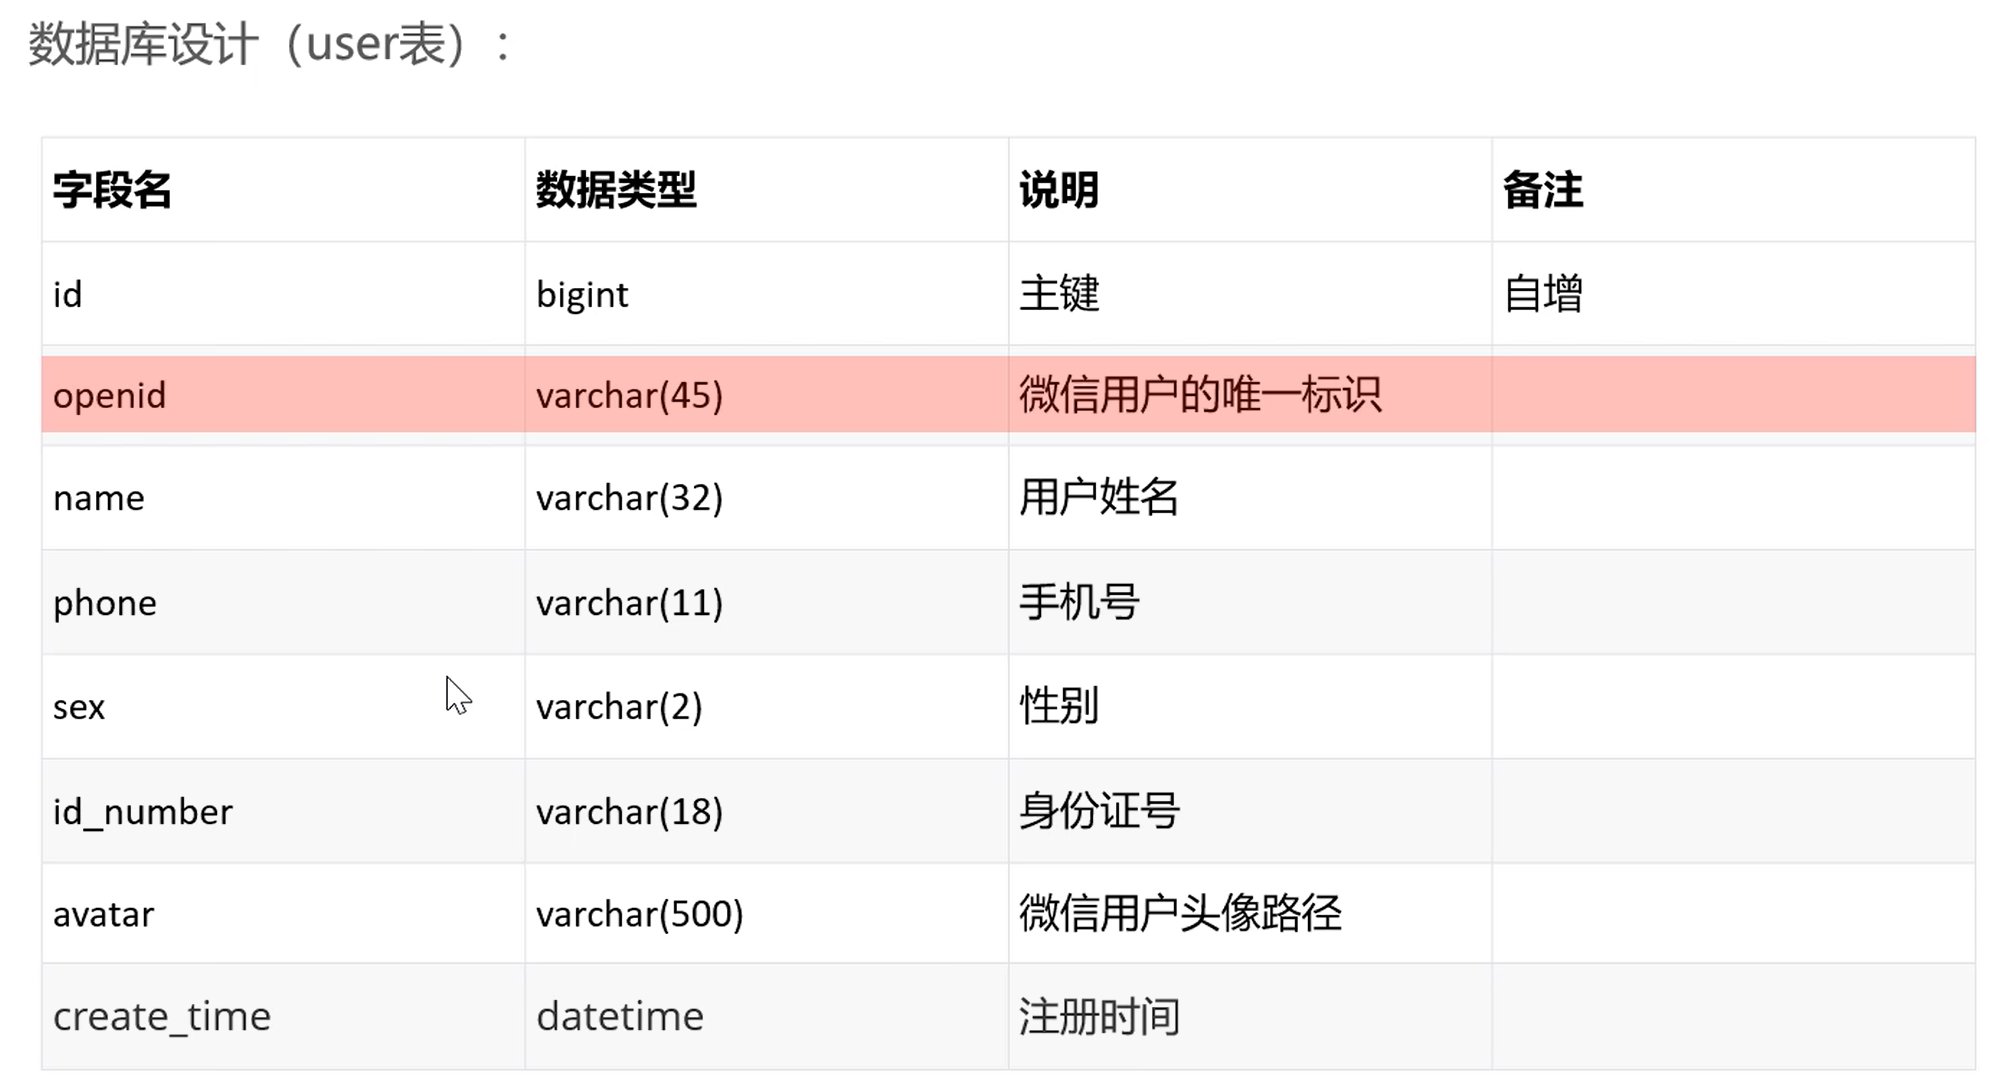 数据库设计（user表）：
字段名 数据类型 说明 备注
id bigint 主键 自增
openid varchar(45) 微信用户的唯一标识
name varchar(32) 用户姓名
phone varchar(11) 手机号
sex varchar(2) 性别
id_number varchar(18) 身份证号
avatar varchar(500) 微信用户头像路径
create_time datetime 注册时间